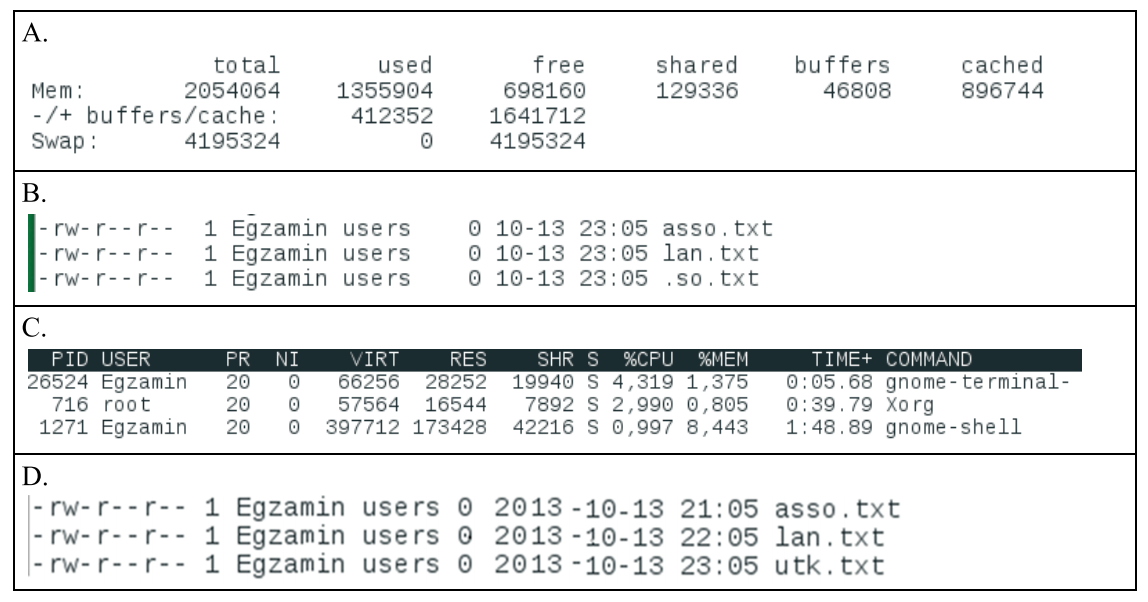 A.
total used free shared buffers cached
Mem: 2054064 1355904 698160 129336 46808 896744
-/+ buffers/cache: 412352 1641712
Swap: 4195324 0 4195324
B.
-rw-r--r-- 1 Egzamin users 0 10-13 23:05 asso.txt
-rw-r--r-- 1 Egzamin users 0 10-13 23:05 lan.txt
-rw-r--r-- 1 Egzamin users 0 10-13 23:05 .so.txt
C.
PID USER PR NI VIRT RES SHR S %CPU %MEM TIME+ COMMAND
26524 Egzamin 20 0 66256 28252 19940 S 4,319 1,375 0:05.68 gnome-terminal-
716 root 20 0 57564 16544 7892 S 2,990 0,805 0:39.79 Xorg
1271 Egzamin 20 0 397712 173428 42216 S 0,997 8,443 1:48.89 gnome-shell
D.
-rw-r--r-- 1 Egzamin users 0 2013-10-13 21:05 asso.txt
-rw-r--r-- 1 Egzamin users 0 2013-10-13 22:05 lan.txt
-rw-r--r-- 1 Egzamin users 0 2013-10-13 23:05 utk.txt